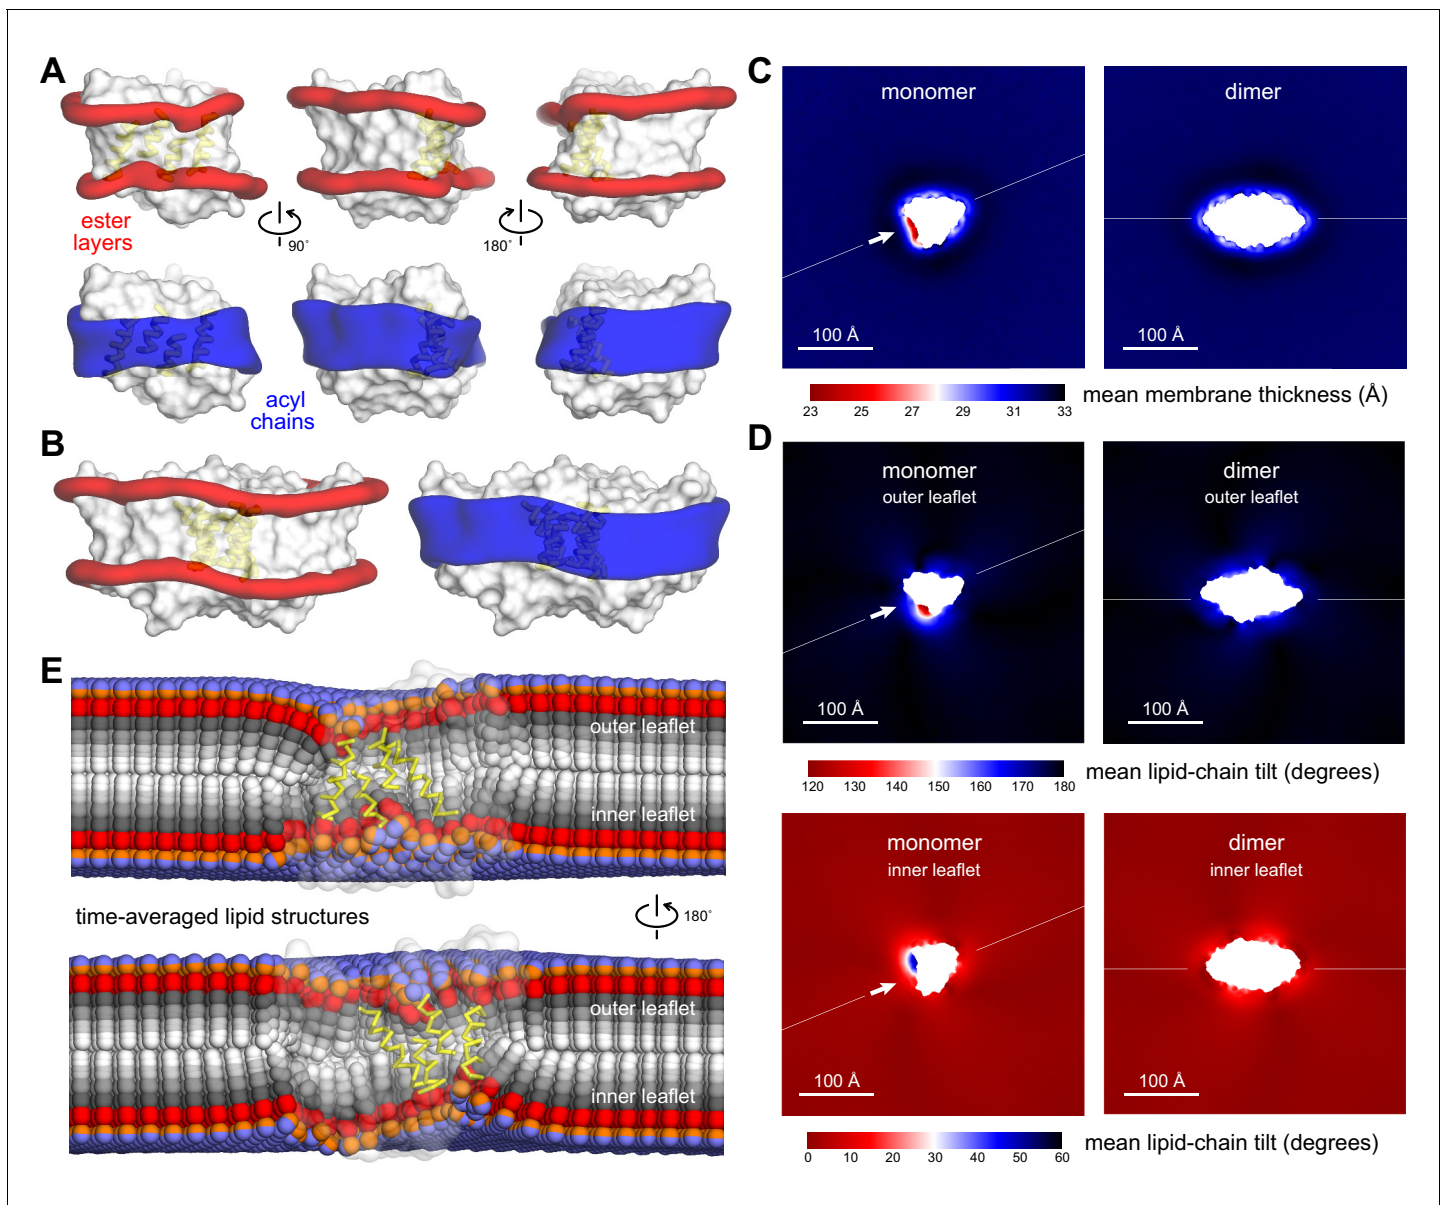 A
ester
layers
90°
180°
acyl
chains
B
C
monomer
dimer
100 Å
100 Å
23 25 27 29 31 33
mean membrane thickness (Å)
D
monomer
outer leaflet
dimer
outer leaflet
100 Å
100 Å
120 130 140 150 160 170 180
mean lipid-chain tilt (degrees)
monomer
inner leaflet
dimer
inner leaflet
100 Å
100 Å
0 10 20 30 40 50 60
mean lipid-chain tilt (degrees)
E
outer leaflet
inner leaflet
time-averaged lipid structures
180°
outer leaflet
inner leaflet